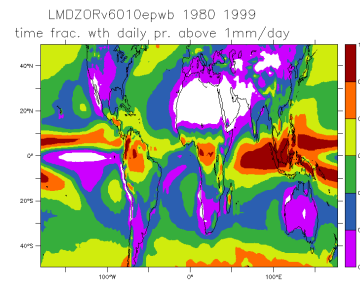 LMDZORv6010epwb 1980 1999
time frac. wth daily pr. above 1mm/day
40°N
20°N
0°
20°S
40°S
100°W
0°
100°E